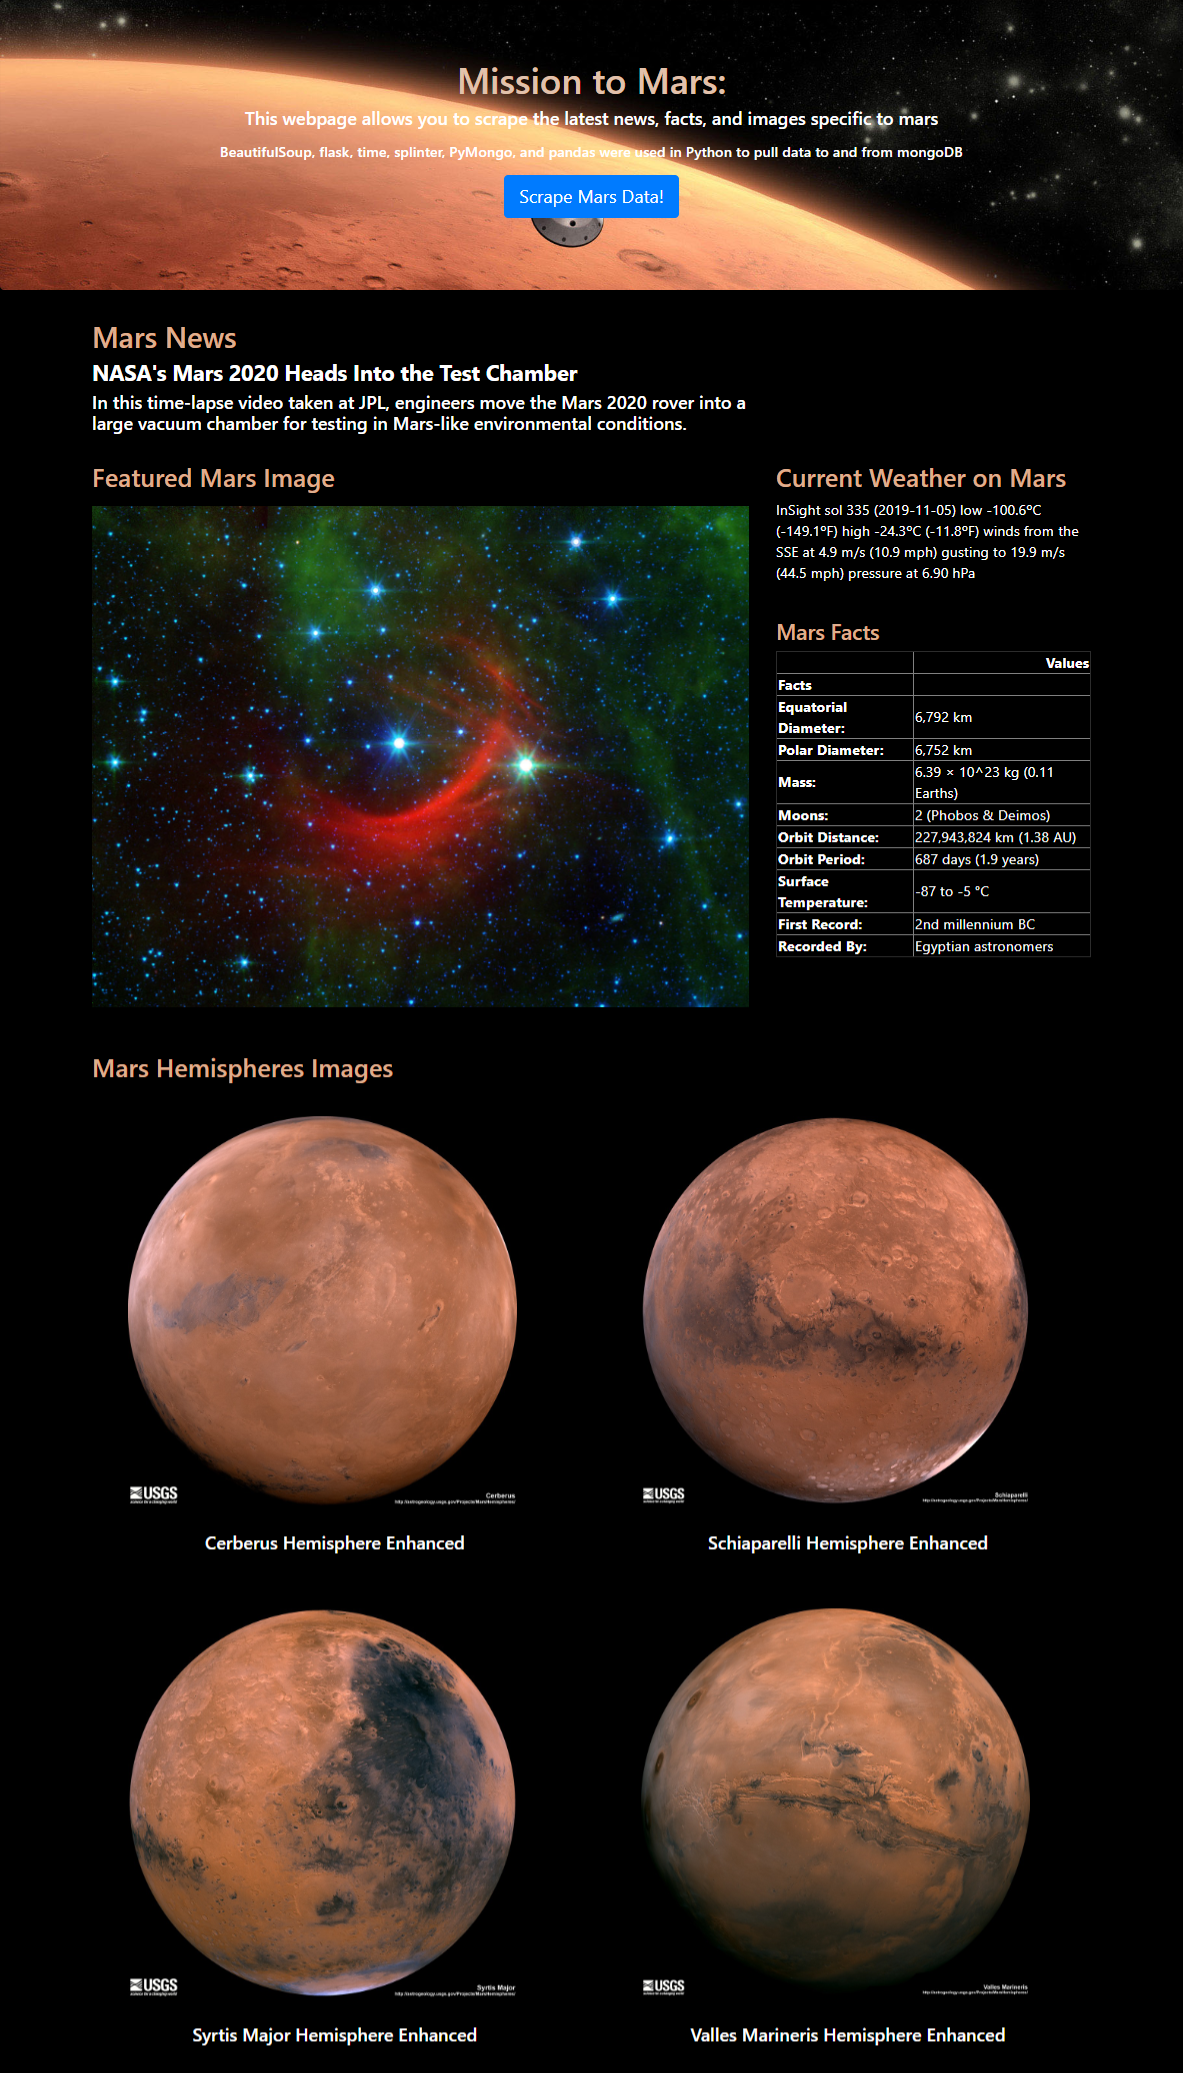 Mission to Mars:
This webpage allows you to scrape the latest news, facts, and images specific to mars
BeautifulSoup, flask, time, splinter, PyMongo, and pandas were used in Python to pull data to and from mongoDB
Scrape Mars Data!
Mars News
NASA's Mars 2020 Heads Into the Test Chamber
In this time-lapse video taken at JPL, engineers move the Mars 2020 rover into a
large vacuum chamber for testing in Mars-like environmental conditions.
Featured Mars Image
Current Weather on Mars
InSight sol 335 (2019-11-05) low -100.6ºC
(-149.1ºF) high -24.3ºC (-11.8ºF) winds from the
SSE at 4.9 m/s (10.9 mph) gusting to 19.9 m/s
(44.5 mph) pressure at 6.90 hPa
Mars Facts
Values
Facts
Equatorial
Diameter: 6,792 km
Polar Diameter: 6,752 km
Mass: 6.39 × 10^23 kg (0.11
Earths)
Moons: 2 (Phobos & Deimos)
Orbit Distance: 227,943,824 km (1.38 AU)
Orbit Period: 687 days (1.9 years)
Surface
Temperature: -87 to -5 °C
First Record: 2nd millennium BC
Recorded By: Egyptian astronomers
Mars Hemispheres Images
USGS
Cerberus
Cerberus Hemisphere Enhanced
USGS
Schiaparelli
Schiaparelli Hemisphere Enhanced
USGS
Syrtis Major
Syrtis Major Hemisphere Enhanced
USGS
Valles Marineris
Valles Marineris Hemisphere Enhanced